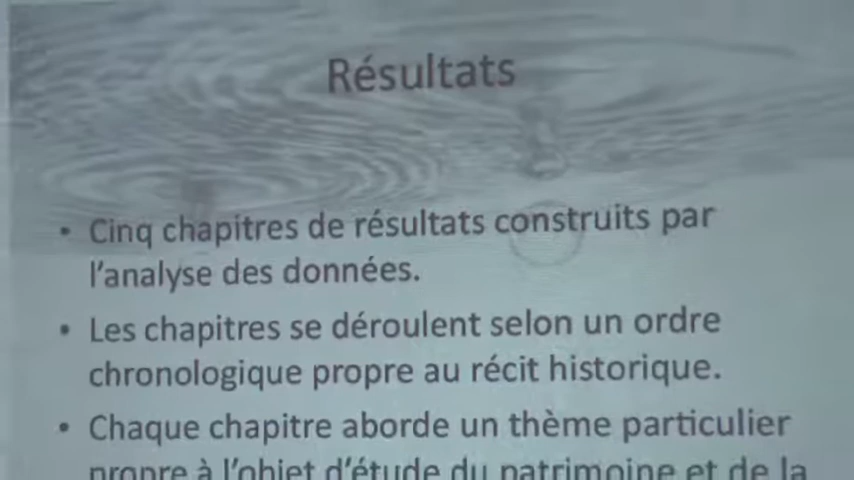 Résultats
• Cinq chapitres de résultats construits par
l'analyse des données.
• Les chapitres se déroulent selon un ordre
chronologique propre au récit historique.
• Chaque chapitre aborde un thème particulier
propre à l'objet d'étude du patrimoine et de la